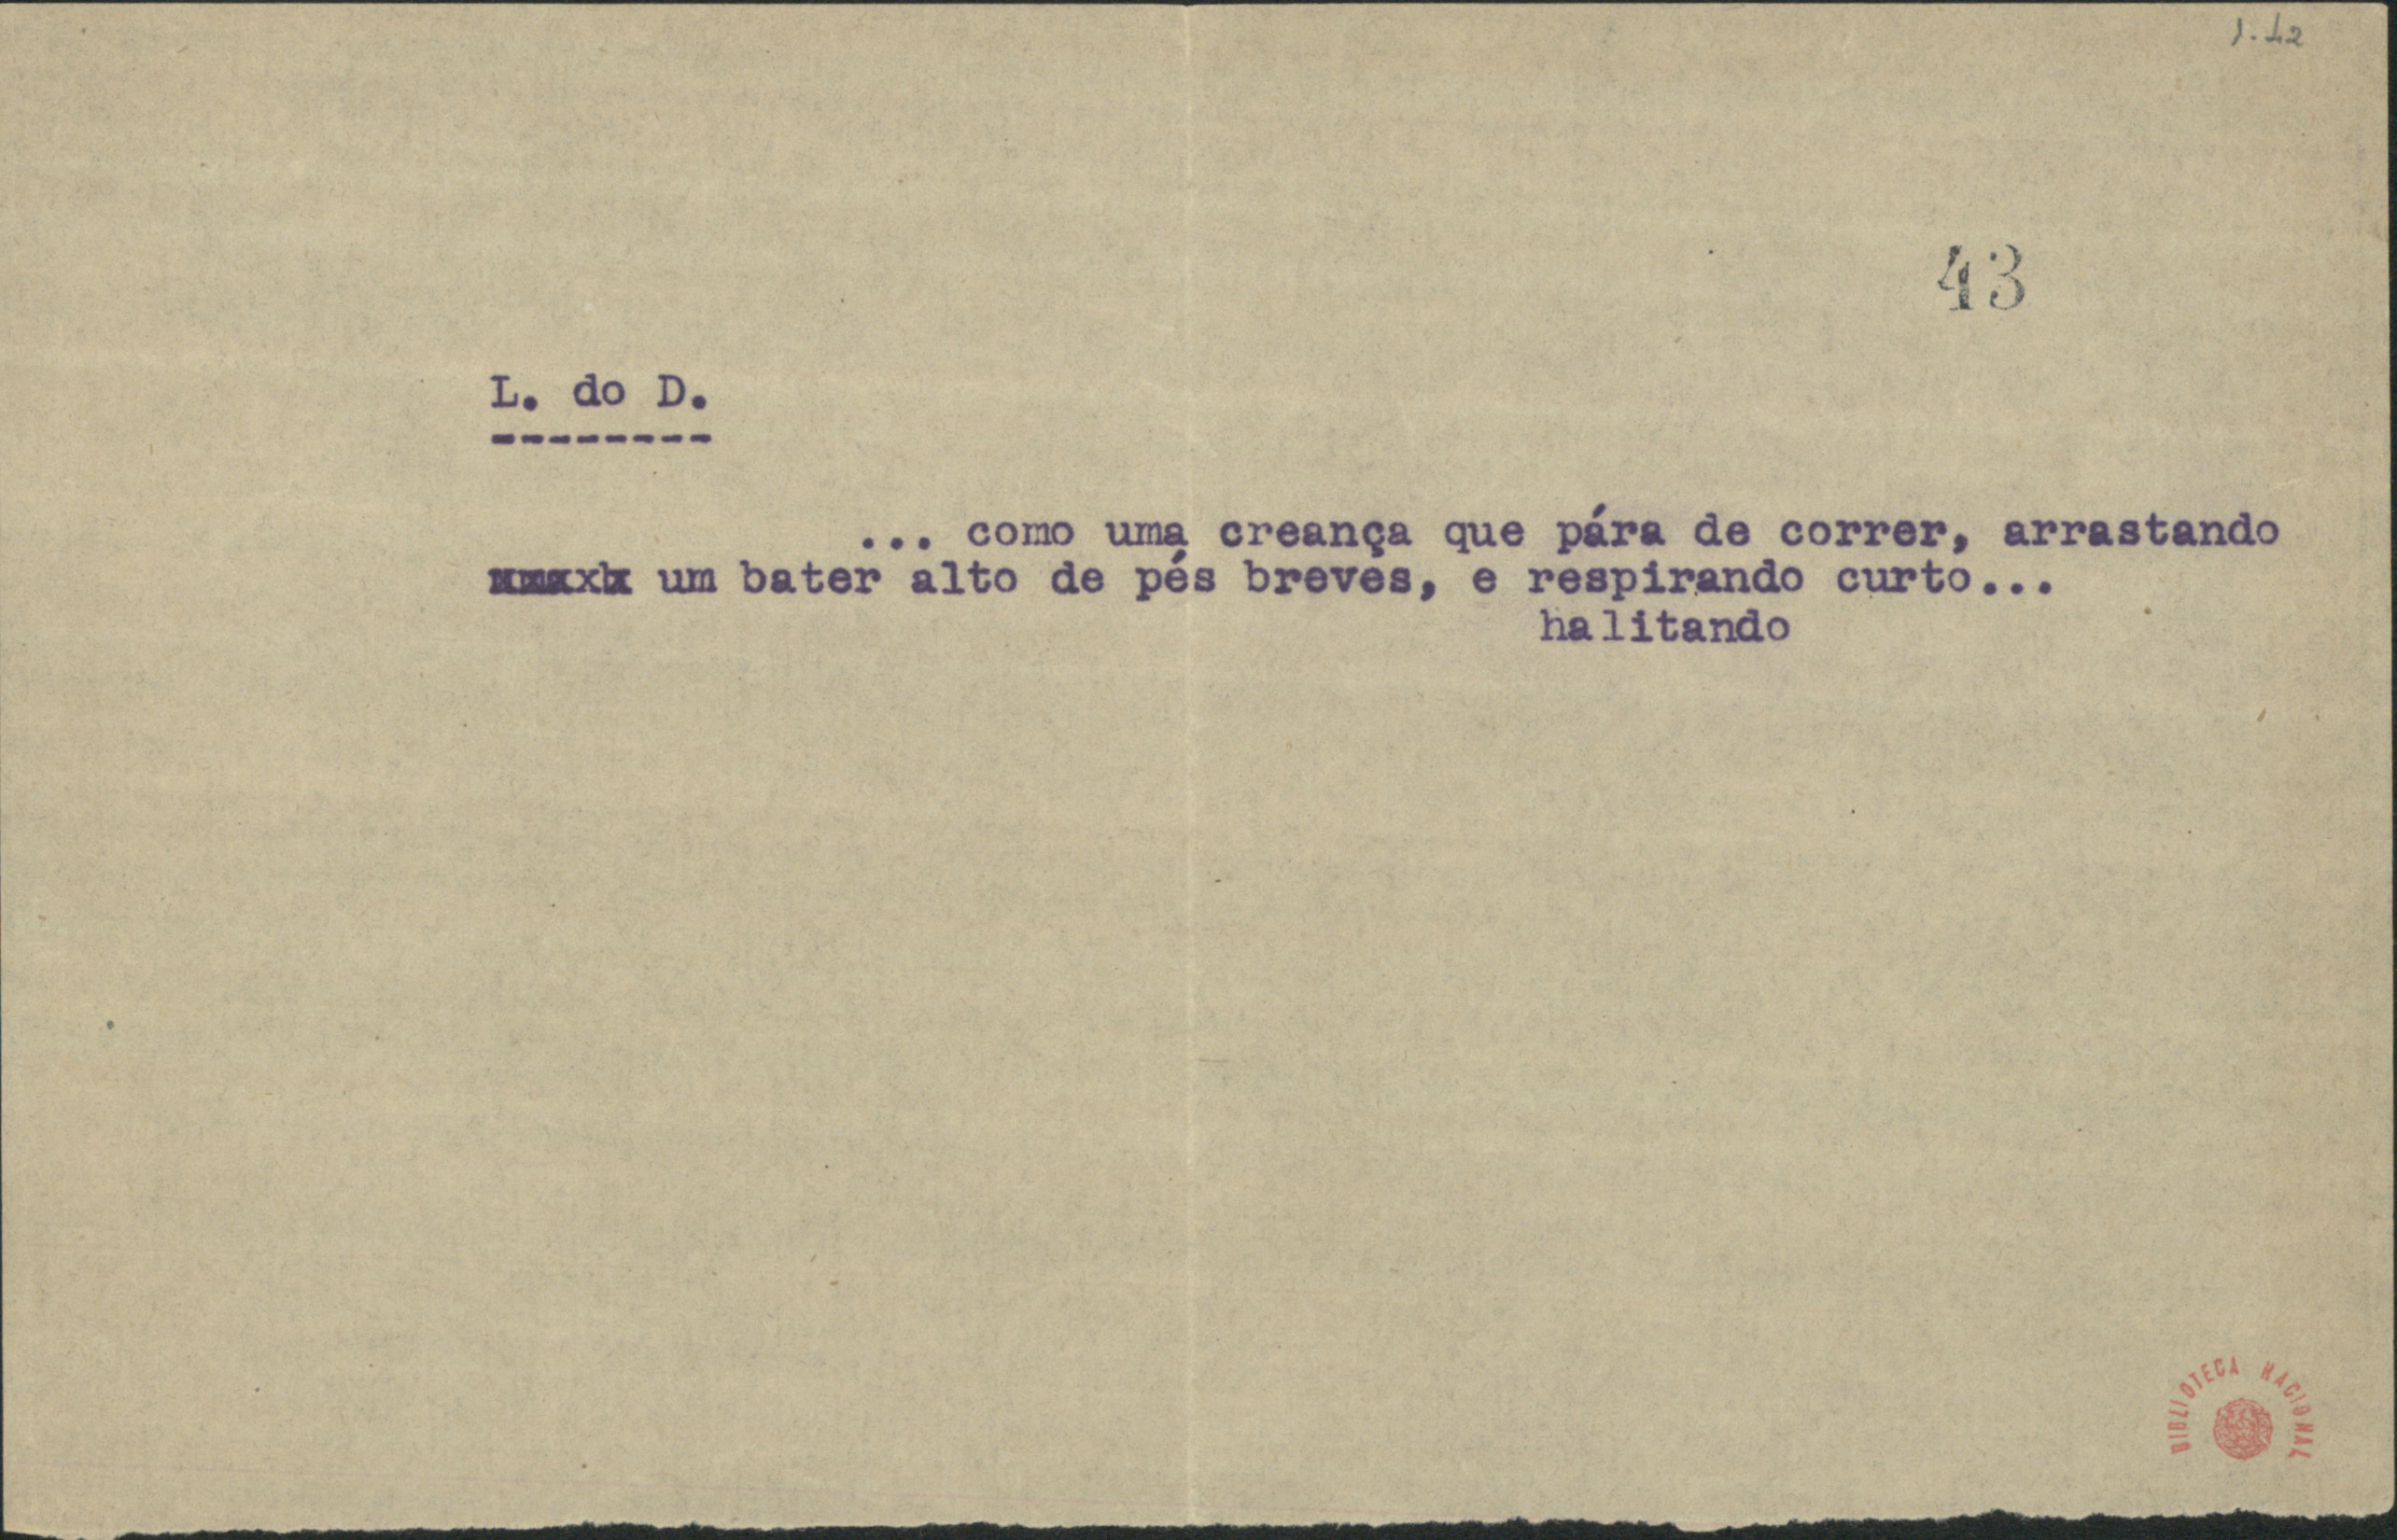 1-42
43
L. do D.
--------
... como uma creança que pára de correr, arrastando
um bater alto de pés breves, e respirando curto...
halitando
BIBLIOTECA NACIONAL